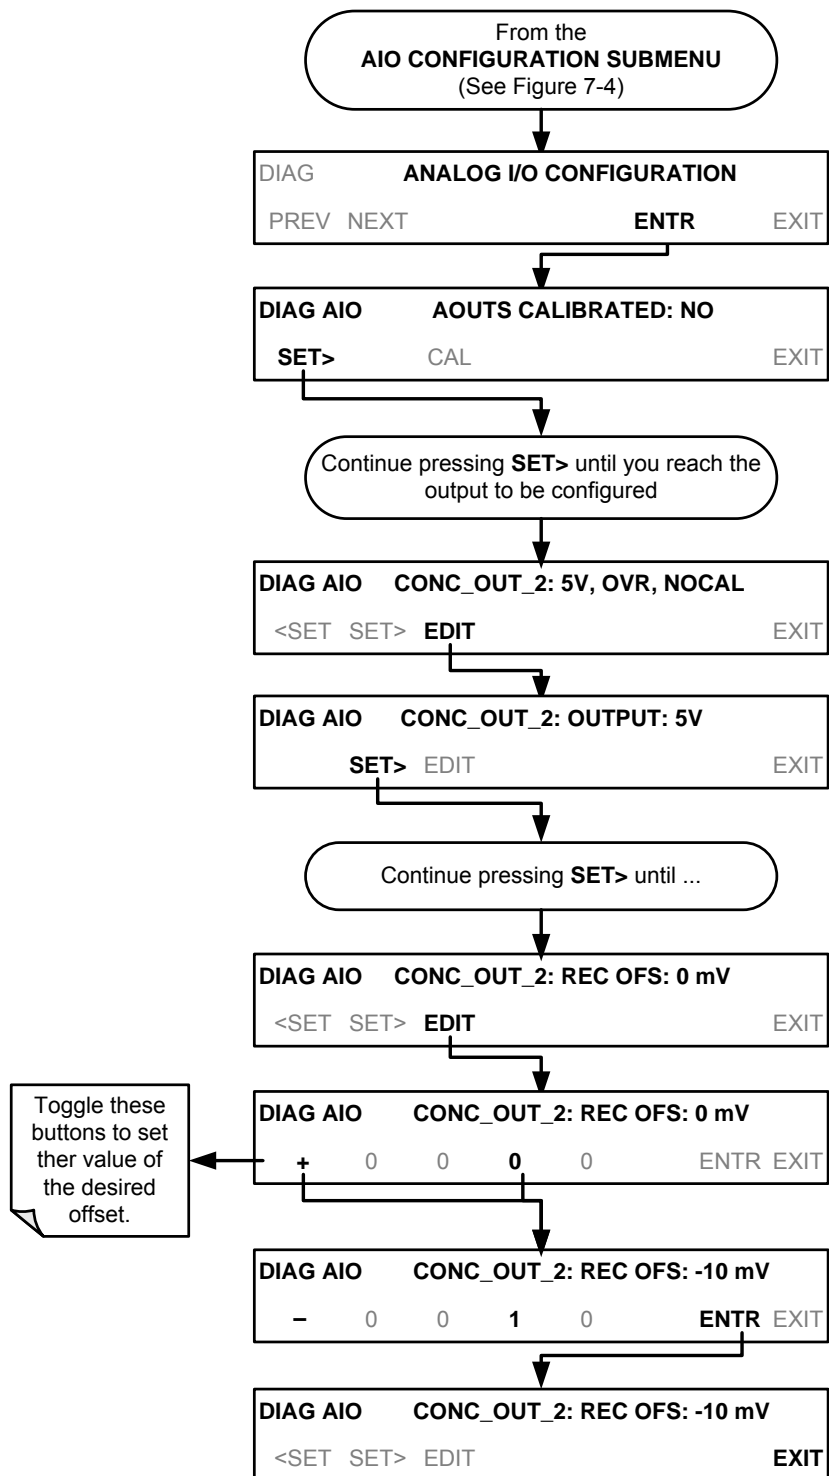 From the
AIO CONFIGURATION SUBMENU
(See Figure 7-4)
DIAG ANALOG I/O CONFIGURATION
PREV NEXT ENTR EXIT
DIAG AIO AOUTS CALIBRATED: NO
SET> CAL EXIT
Continue pressing SET> until you reach the
output to be configured
DIAG AIO CONC_OUT_2: 5V, OVR, NOCAL
<SET SET> EDIT EXIT
DIAG AIO CONC_OUT_2: OUTPUT: 5V
SET> EDIT EXIT
Continue pressing SET> until ...
DIAG AIO CONC_OUT_2: REC OFS: 0 mV
<SET SET> EDIT EXIT
Toggle these
buttons to set
ther value of
the desired
offset.
DIAG AIO CONC_OUT_2: REC OFS: 0 mV
+ 0 0 0 0 ENTR EXIT
DIAG AIO CONC_OUT_2: REC OFS: -10 mV
– 0 0 1 0 ENTR EXIT
DIAG AIO CONC_OUT_2: REC OFS: -10 mV
<SET SET> EDIT EXIT